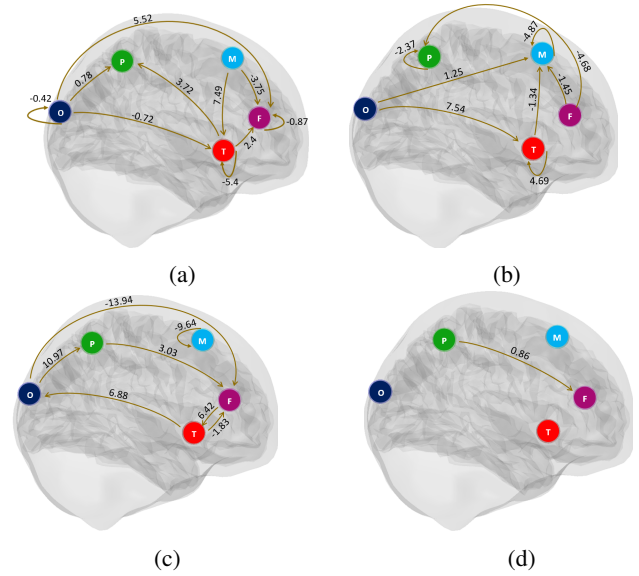 5.52
P
M
0.78
3.72
7.49
-3.75
-0.42
O
F
-0.87
-0.72
2.4
T
-5.4
(a)
-4.87
-2.37
P
M
-4.68
1.25
-1.45
O
F
7.54
-1.34
T
4.69
(b)
-13.94
-9.64
P
M
10.97
3.03
O
6.88
F
6.42
T
-1.83
(c)
P
M
0.86
O
F
T
(d)